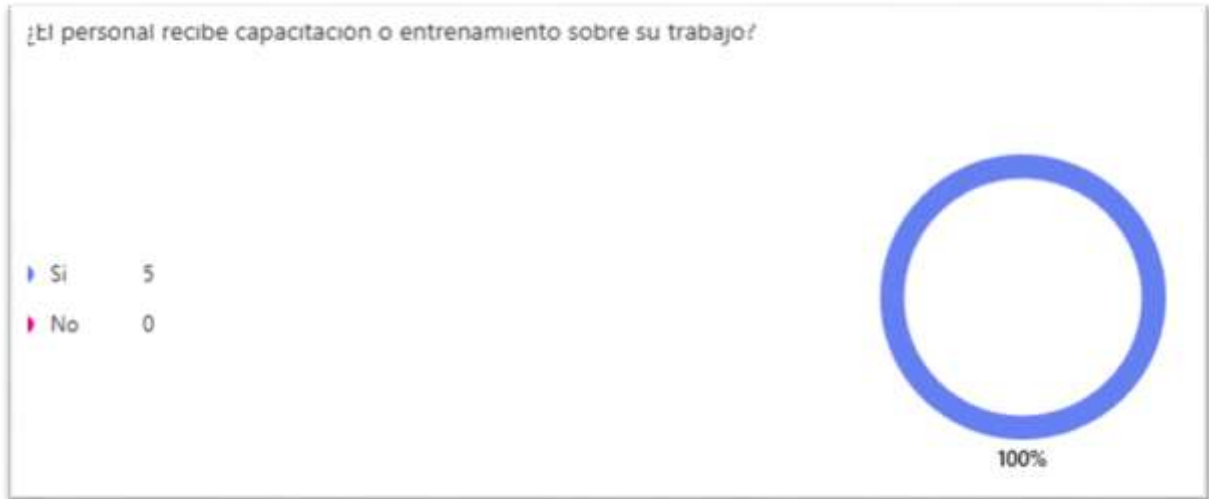 ¿El personal recibe capacitación o entrenamiento sobre su trabajo?
Si 5
No 0
100%